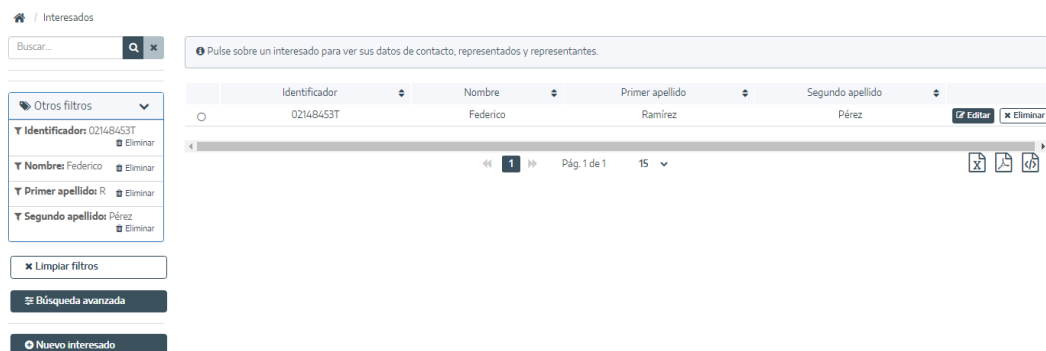 / Interesados
Buscar...
Pulse sobre un interesado para ver sus datos de contacto, representados y representantes.
Otros filtros
Identificador: 02148453T
Eliminar
Nombre: Federico Eliminar
Primer apellido: R Eliminar
Segundo apellido: Pérez
Eliminar
Limpiar filtros
Búsqueda avanzada
Nuevo interesado
Identificador Nombre Primer apellido Segundo apellido
02148453T Federico Ramírez Pérez Editar Eliminar
1 Pág. 1 de 1 15